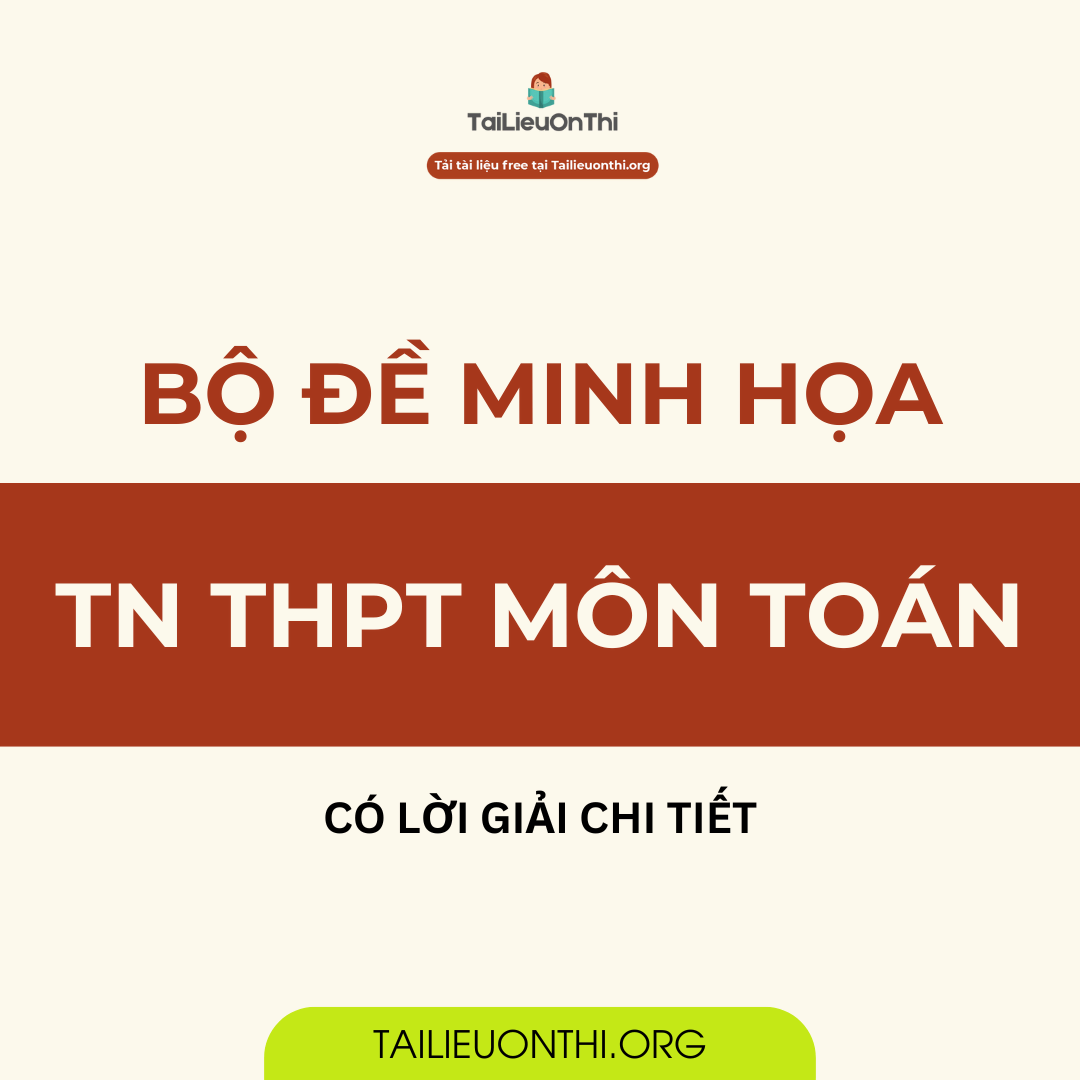 TaiLieuOnThi
Tải tài liệu free tại Tailieuonthi.org
BỘ ĐỀ MINH HỌA
TN THPT MÔN TOÁN
CÓ LỜI GIẢI CHI TIẾT
TAILIEUONTHI.ORG